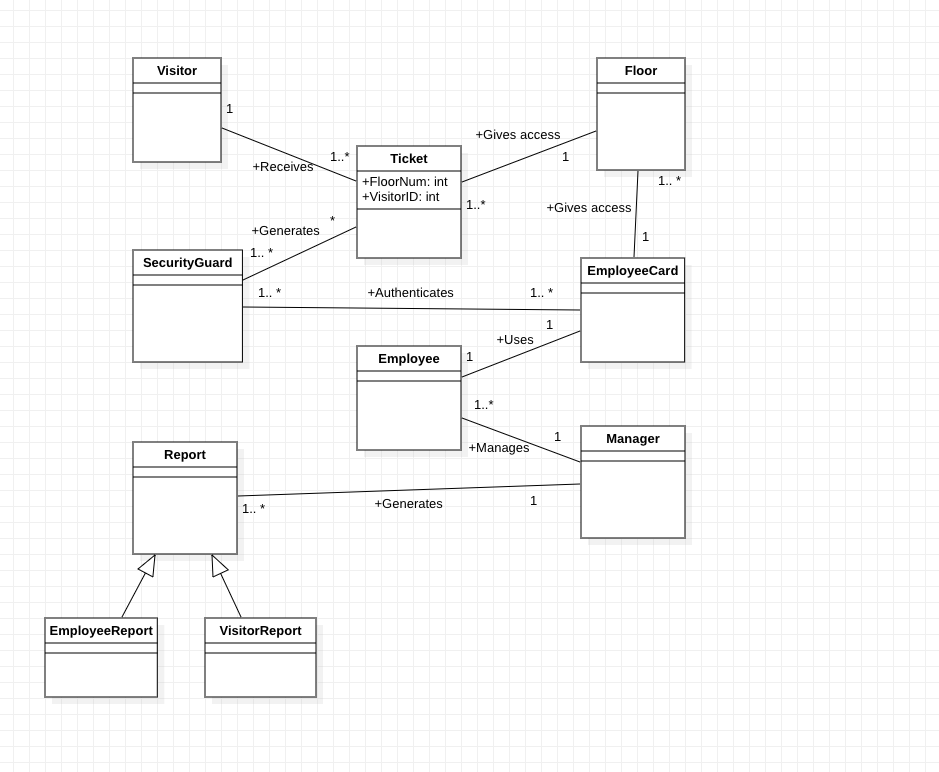 Visitor
Floor
1
+Gives access
1..*
Ticket
1
+Receives
+FloorNum: int
+VisitorID: int
1.. *
1..*
+Gives access
*
+Generates
1
1.. *
SecurityGuard
EmployeeCard
1.. *
+Authenticates
1.. *
1
+Uses
Employee
1
1..*
1
Manager
+Manages
Report
1.. *
+Generates
1
EmployeeReport
VisitorReport